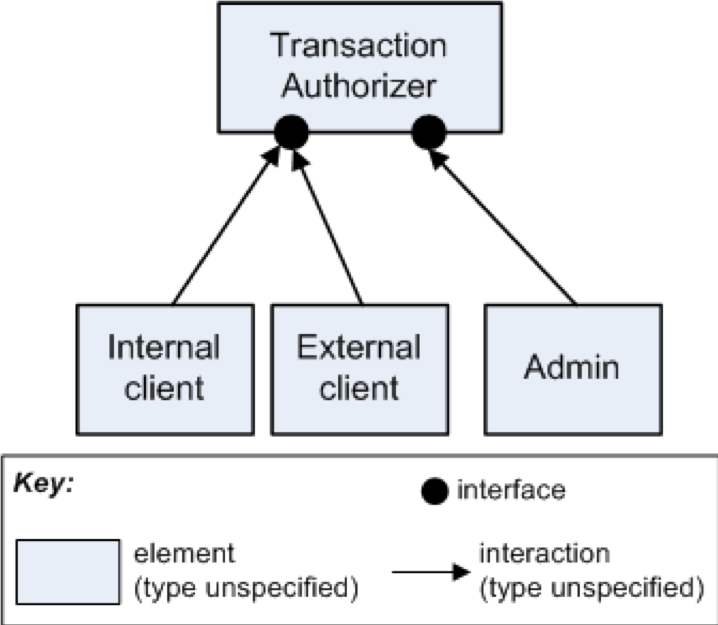 Transaction
Authorizer
Internal
client
External
client
Admin
Key:
interface
element
(type unspecified)
interaction
(type unspecified)